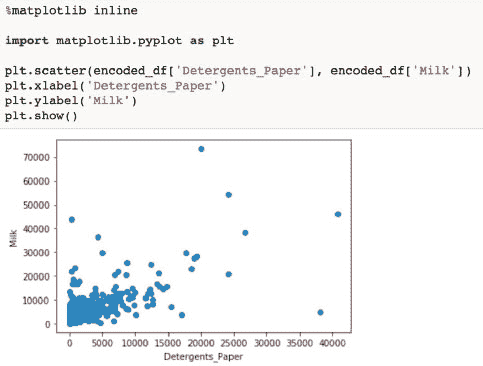 %matplotlib inline
import matplotlib.pyplot as plt
plt.scatter(encoded_df['Detergents_Paper'], encoded_df['Milk'])
plt.xlabel('Detergents_Paper')
plt.ylabel('Milk')
plt.show()
70000
60000
50000
40000
30000
20000
10000
0
Milk
0 5000 10000 15000 20000 25000 30000 35000 40000
Detergents_Paper